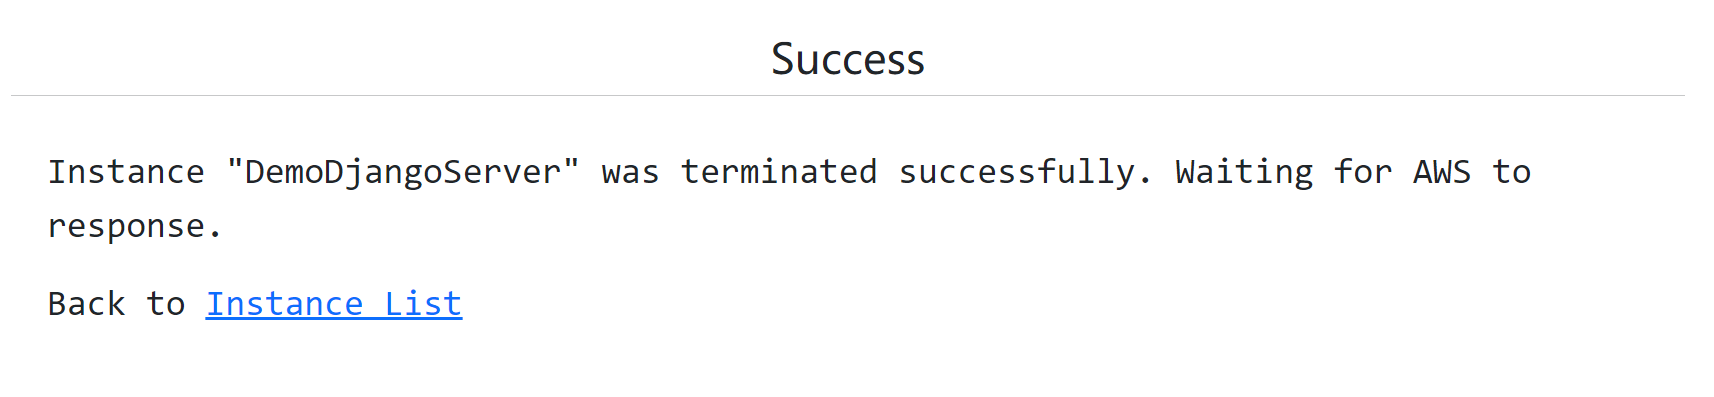 Success
Instance "DemoDjangoServer" was terminated successfully. Waiting for AWS to
response.
Back to Instance List